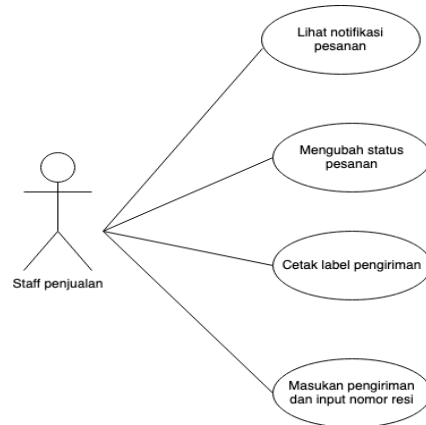 Lihat notifikasi
pesanan
Mengubah status
pesanan
Staff penjualan
Cetak label pengiriman
Masukan pengiriman
dan input nomor resi